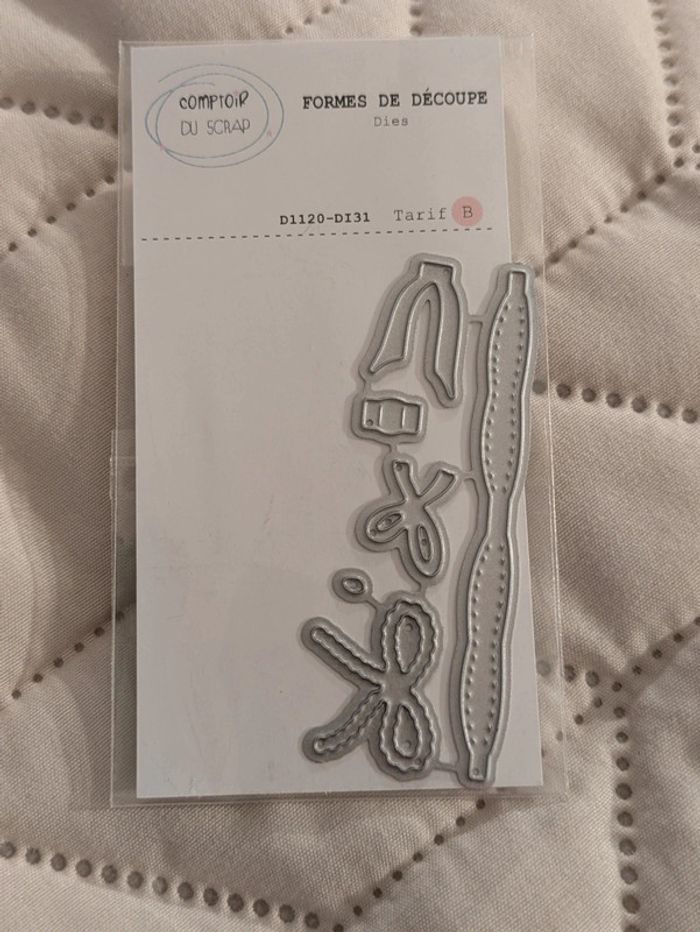 COMPTOIR
DU SCRAP
FORMES DE DÉCOUPE
Dies
D1120-DI31 Tarif B